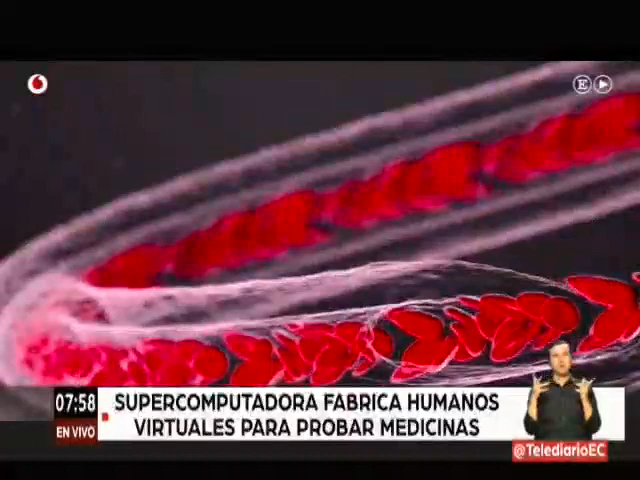 E
07:58
EN VIVO
SUPERCOMPUTADORA FABRICA HUMANOS
VIRTUALES PARA PROBAR MEDICINAS
@TelediarioEC